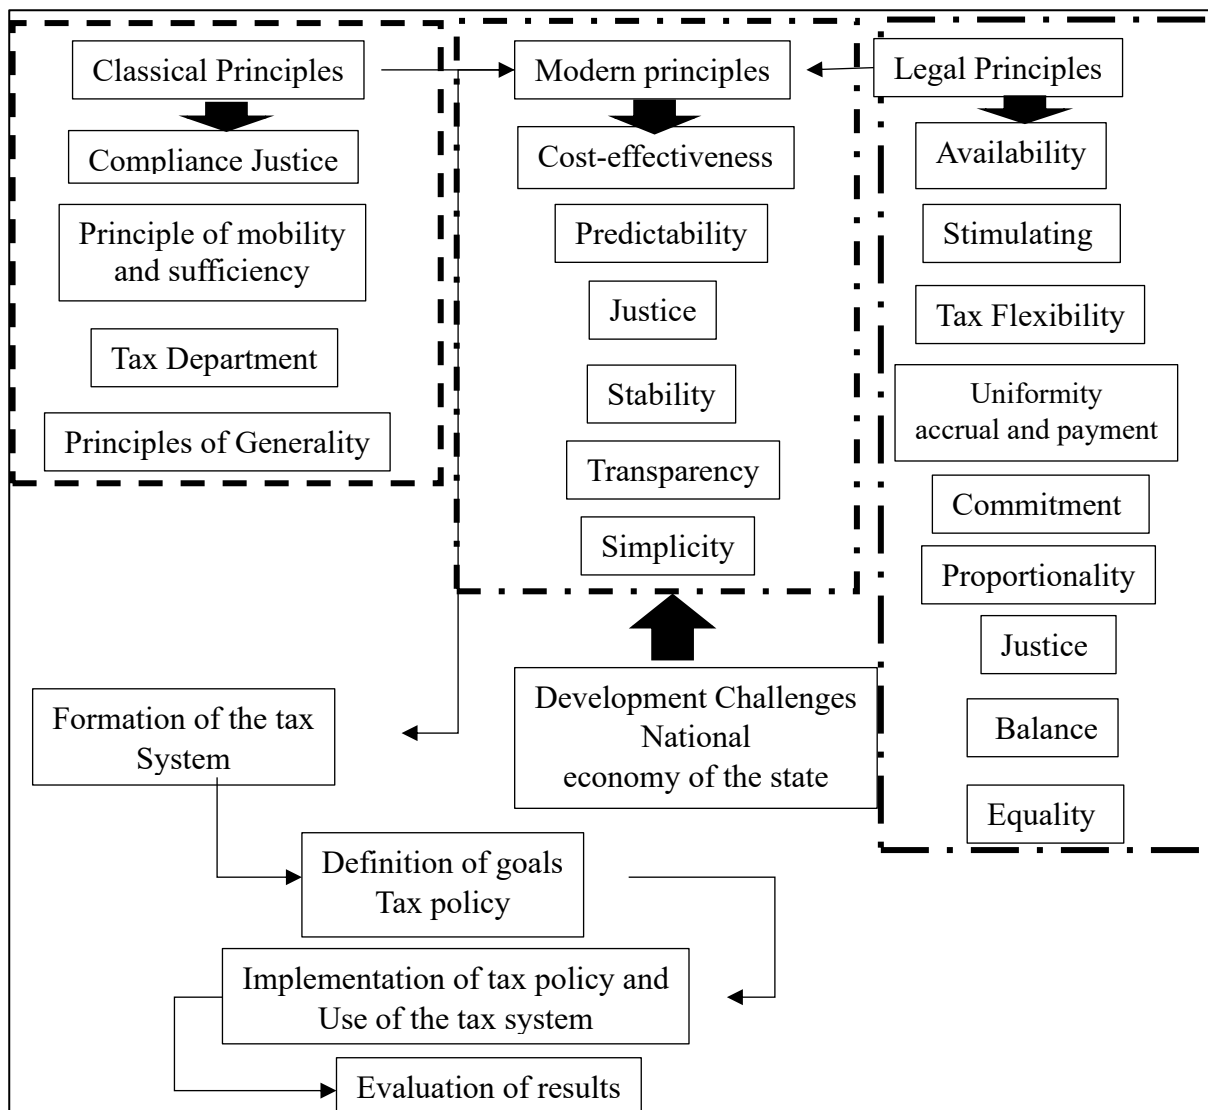 Classical Principles
Compliance Justice
Principle of mobility
and sufficiency
Tax Department
Principles of Generality
Modern principles
Cost-effectiveness
Predictability
Justice
Stability
Transparency
Simplicity
Legal Principles
Availability
Stimulating
Tax Flexibility
Uniformity
accrual and payment
Commitment
Proportionality
Justice
Balance
Equality
Development Challenges
National
economy of the state
Formation of the tax
System
Definition of goals
Tax policy
Implementation of tax policy and
Use of the tax system
Evaluation of results